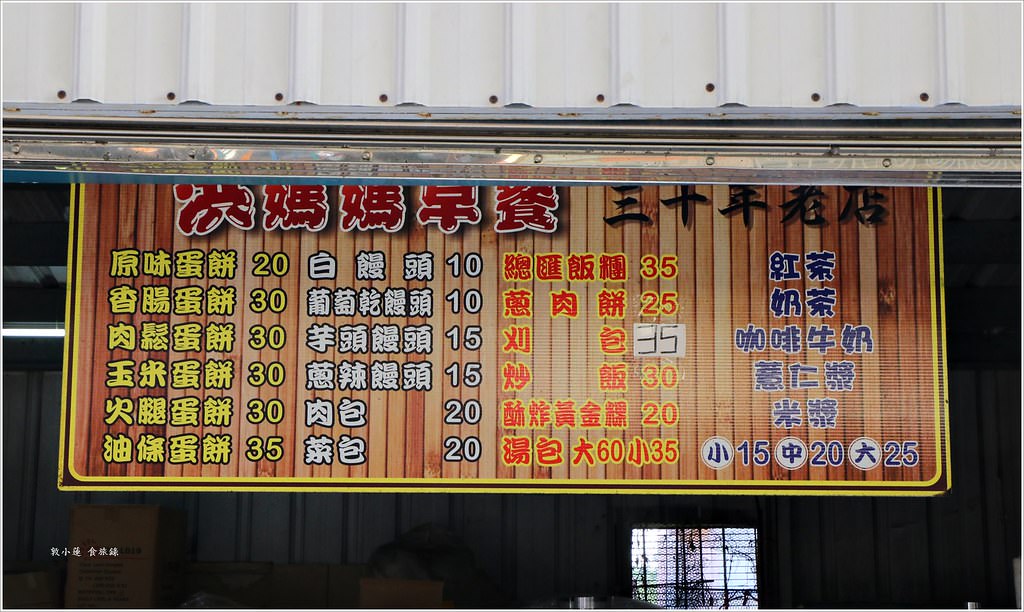 洪媽媽早餐 三十年老店
原味蛋餅 20 白饅頭 10 總匯飯糰 35 紅茶
香腸蛋餅 30 葡萄乾饅頭 10 蔥肉餅 25 奶茶
肉鬆蛋餅 30 芋頭饅頭 15 刈包 35 咖啡牛奶
玉米蛋餅 30 蔥辣饅頭 15 炒飯 30 薏仁漿
火腿蛋餅 30 肉包 20 酥炸黃金粿 20 米漿
油條蛋餅 35 菜包 20 湯包 大60小35 小15 中20 大25
敦小蓮 食旅錄